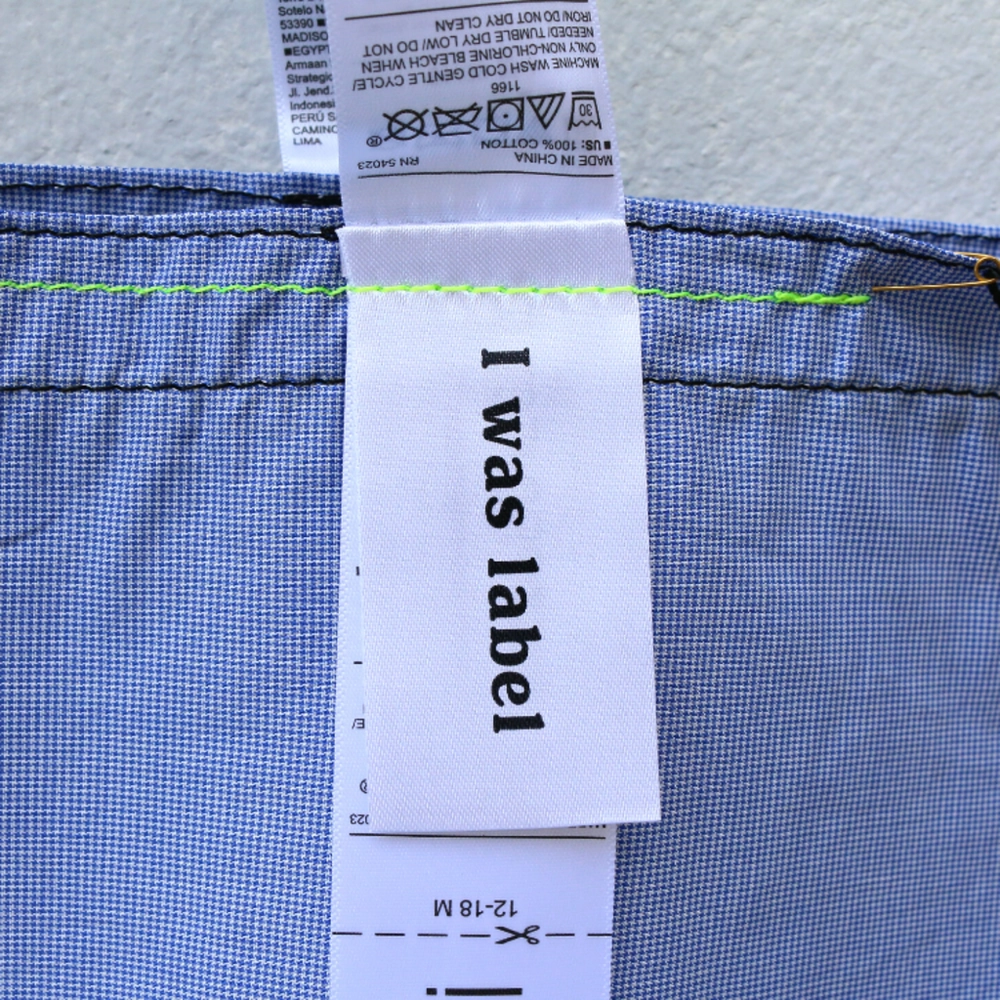 Sotelo N
53390 ■
MADISO
■EGYPT
Armaan
Strategic
Jl. Jend.
Indonesi
PERÚ S
CAMINO
LIMA
MADE IN CHINA RN 54023
■ US: 100% COTTON
30
®
1166
MACHINE WASH COLD GENTLE CYCLE/
ONLY NON-CHLORINE BLEACH WHEN
NEEDED/ TUMBLE DRY LOW/ DO NOT
IRON/ DO NOT DRY CLEAN
I was label
E/
023
12-18 M